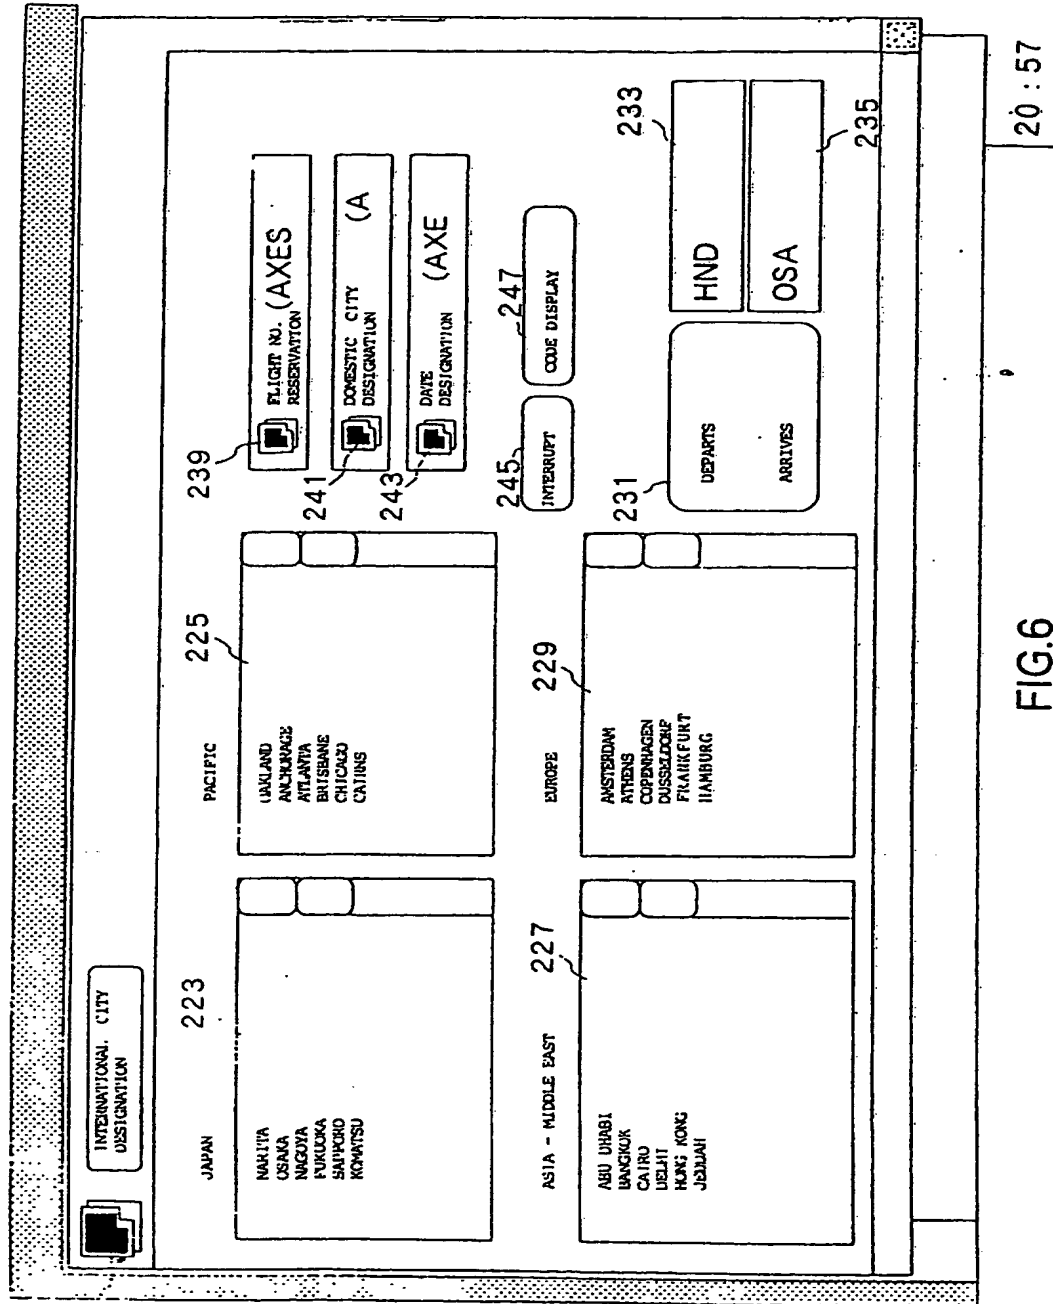 INTERNATIONAL CITY
DESIGNATION
JAPAN
223
NARITA
OSAKA
NAGOYA
FUKUOKA
SAPPORO
KOMATSU
PACIFIC
225
OAKLAND
ANCHORAGE
ATLANTA
BRISBANE
CHICAGO
CAIRNS
239
FLIGHT NO. (AXES
RESERVATION
241
DOMESTIC CITY (A
DESIGNATION
243
DATE (AXE
DESIGNATION
245
INTERRUPT
247
CODE DISPLAY
ASIA - MIDDLE EAST
227
ABU DHABI
BANGKOK
CAIRO
DELHI
HONG KONG
JEDDAH
EUROPE
229
AMSTERDAM
ATHENS
COPENHAGEN
DUSSELDORF
FRANKFURT
HAMBURG
231
DEPARTS
ARRIVES
233
HND
OSA
235
20:57
FIG.6